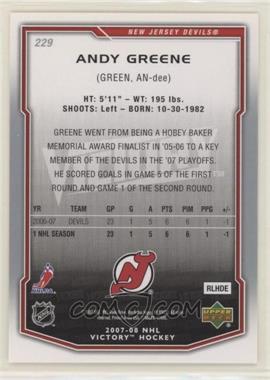 NEW JERSEY DEVILS®
229
ANDY GREENE
(GREEN, AN-dee)
HT: 5'11" – WT: 195 lbs.
SHOOTS: Left – BORN: 10-30-1982
GREENE WENT FROM BEING A HOBEY BAKER
MEMORIAL AWARD FINALIST IN '05-06 TO A KEY
MEMBER OF THE DEVILS IN THE '07 PLAYOFFS.
HE SCORED GOALS IN GAME 5 OF THE FIRST
ROUND AND GAME 1 OF THE SECOND ROUND.
YR TEAM GP G A PTS PIM PPG +/-
2006-07 DEVILS 23 1 5 6 6 1 -1
1 NHL SEASON 23 1 5 6 6 1 -1
RLHDE
NHL
UPPER DECK
2007-08 NHL
VICTORY™ HOCKEY